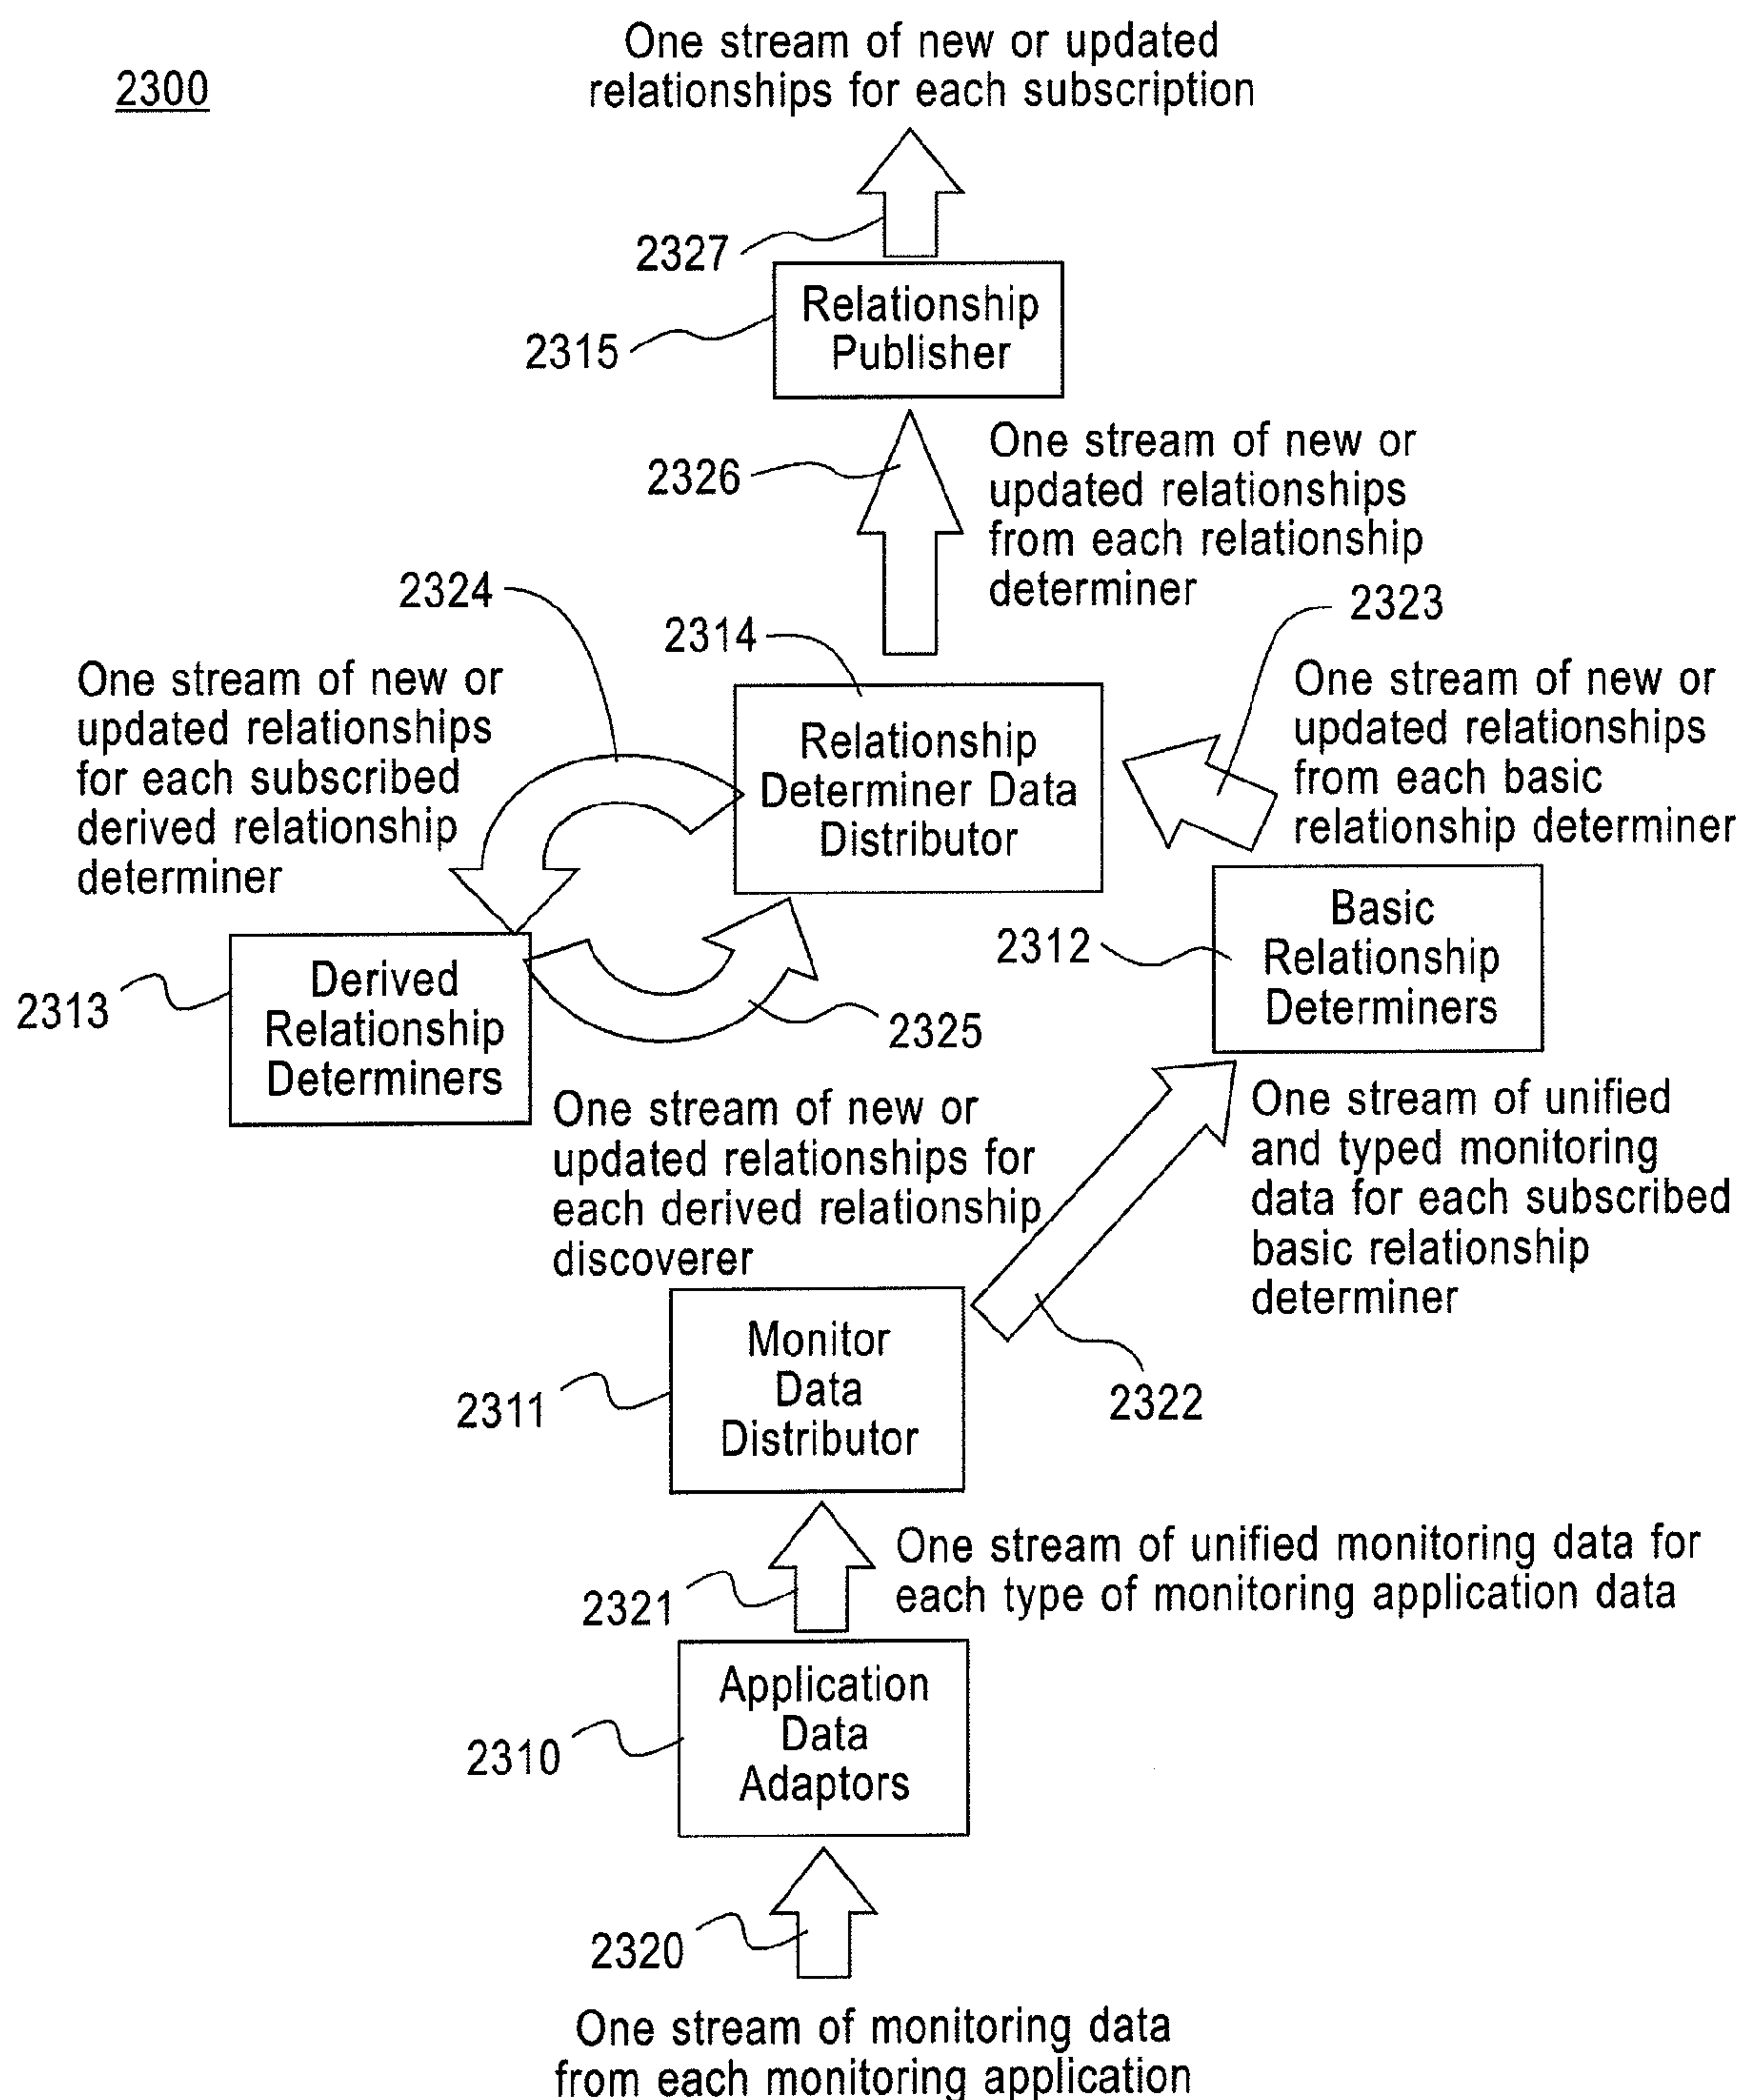 2300
One stream of new or updated
relationships for each subscription
2327
Relationship
Publisher
2315
2326
One stream of new or
updated relationships
from each relationship
determiner
2324
2314
2323
One stream of new or
updated relationships
for each subscribed
derived relationship
determiner
Relationship
Determiner Data
Distributor
One stream of new or
updated relationships
from each basic
relationship determiner
2313
Derived
Relationship
Determiners
2325
2312
Basic
Relationship
Determiners
One stream of new or
updated relationships for
each derived relationship
discoverer
One stream of unified
and typed monitoring
data for each subscribed
basic relationship
determiner
2311
Monitor
Data
Distributor
2322
2321
One stream of unified monitoring data for
each type of monitoring application data
2310
Application
Data
Adaptors
2320
One stream of monitoring data
from each monitoring application